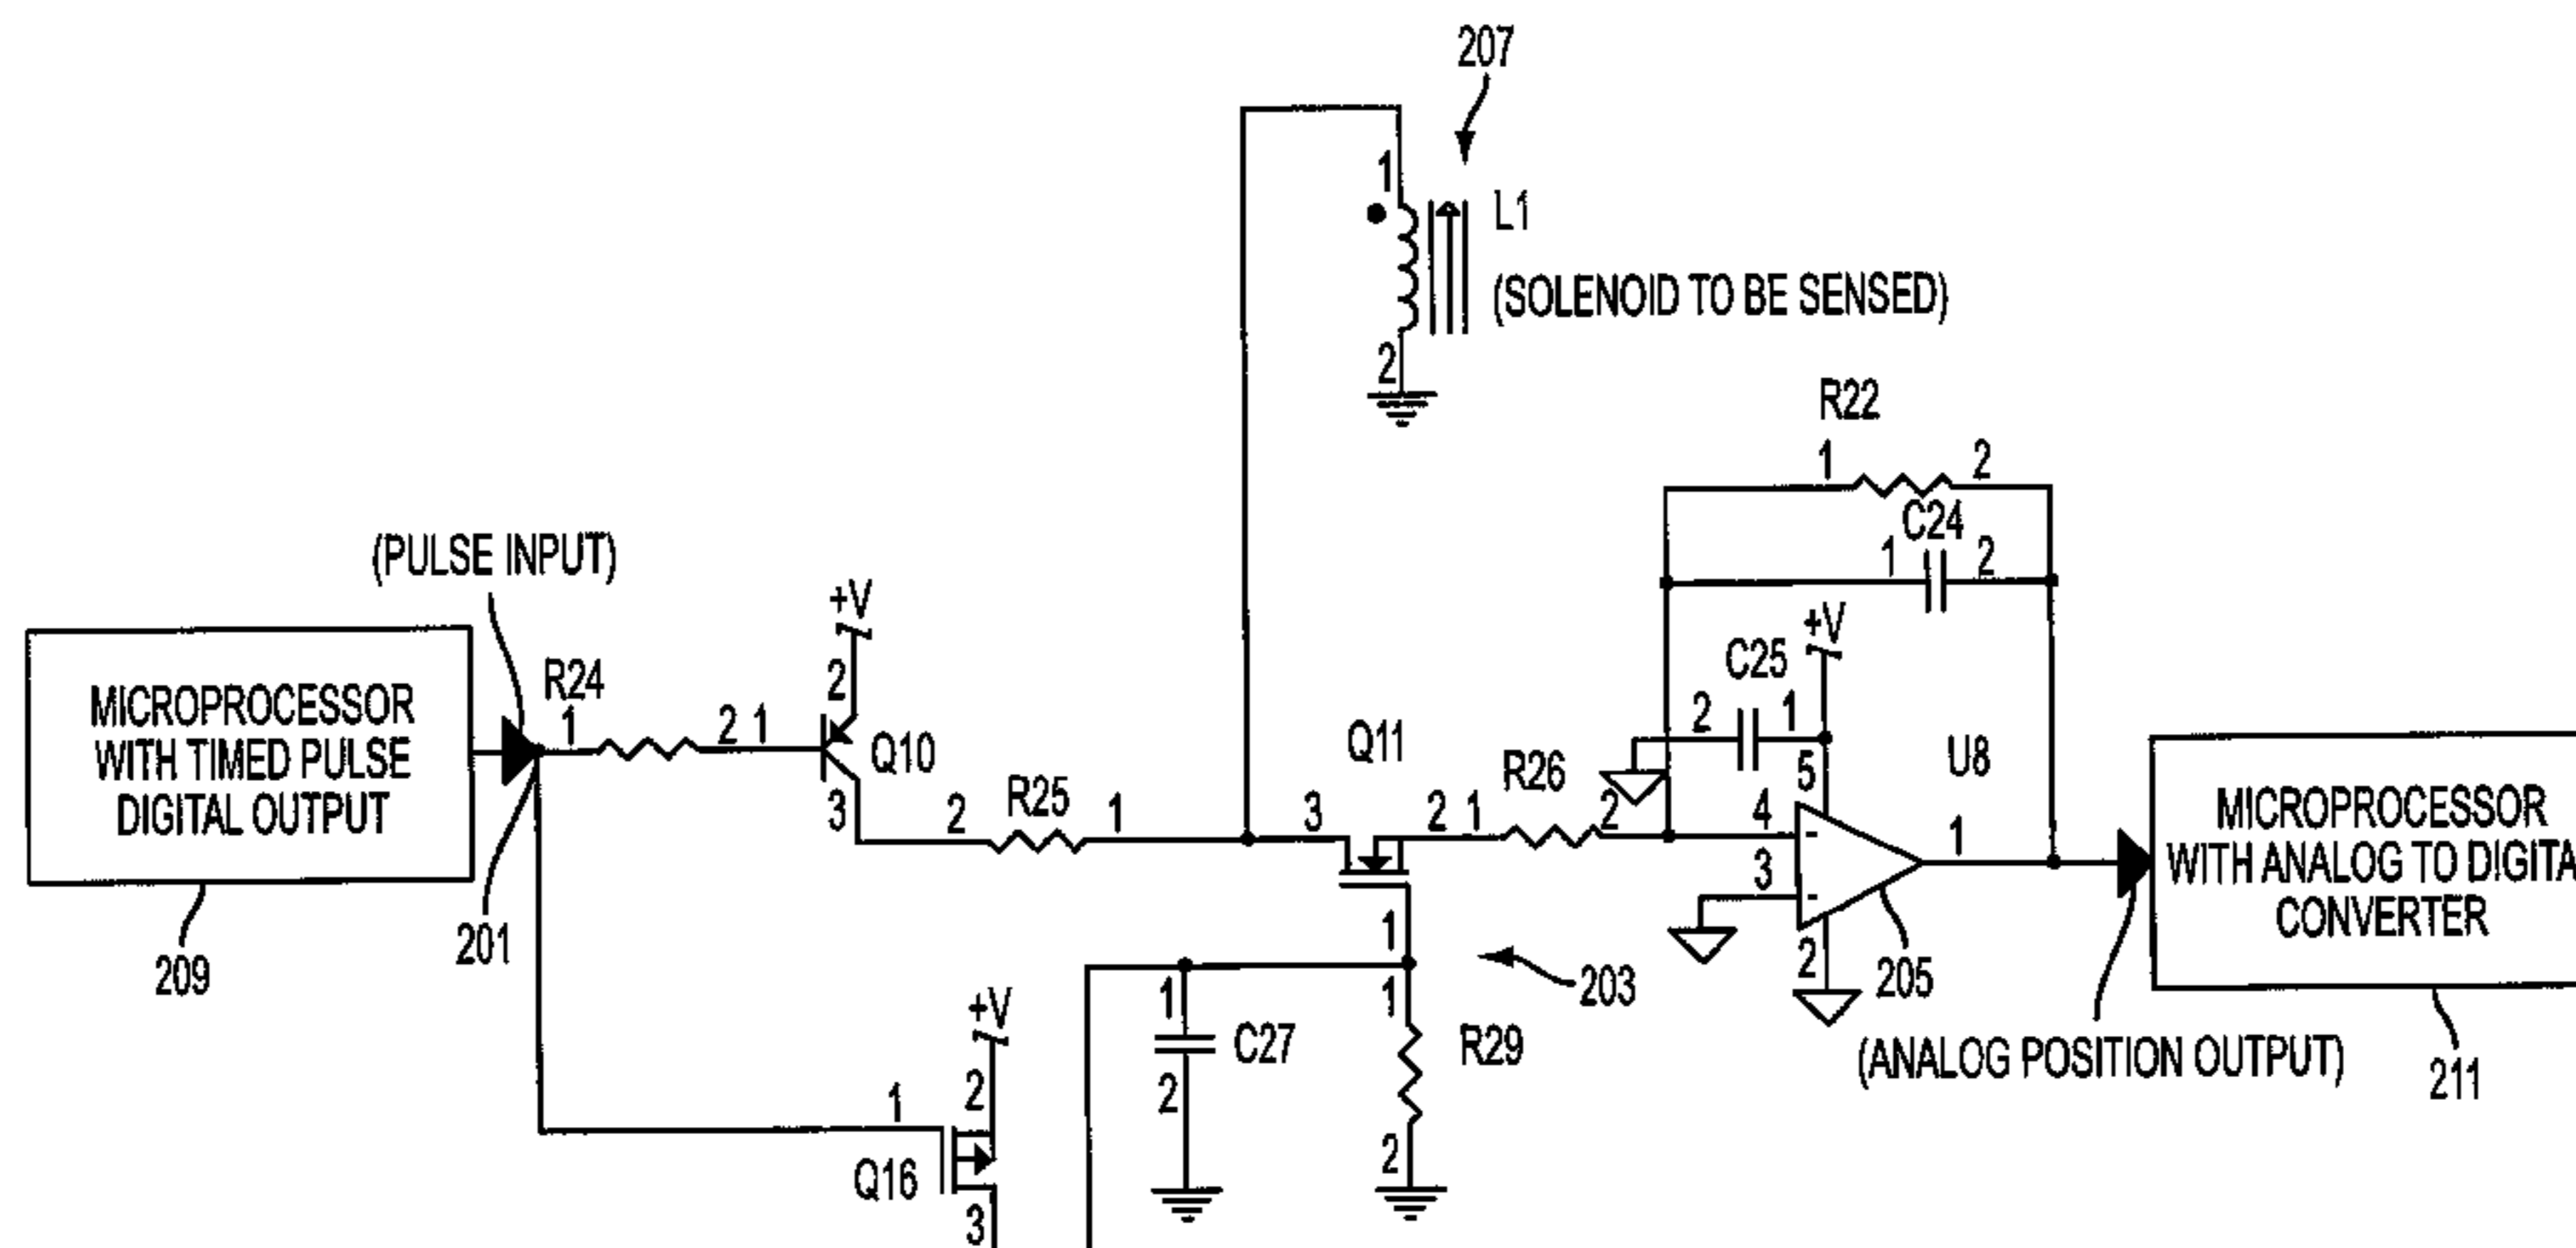 207
1
L1
(SOLENOID TO BE SENSED)
2
R22
1
2
C24
1
2
(PULSE INPUT)
+V
+V
C25
2
1
MICROPROCESSOR
WITH TIMED PULSE
DIGITAL OUTPUT
R24
1
2
1
2
Q10
3
2
R25
1
3
Q11
2
1
R26
2
5
4
-
3
-
2
U8
1
MICROPROCESSOR
WITH ANALOG TO DIGITA
CONVERTER
209
201
1
203
205
1
C27
2
1
R29
2
(ANALOG POSITION OUTPUT)
211
+V
2
1
Q16
3